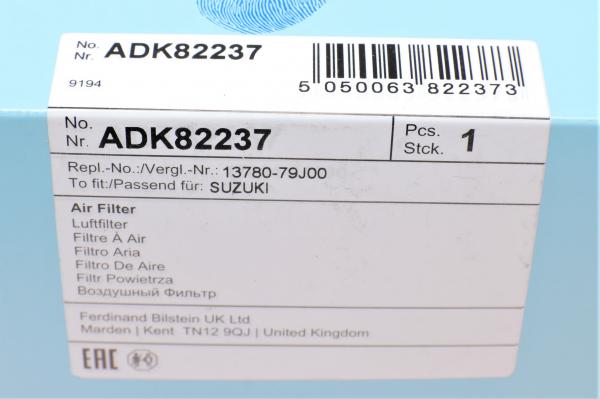 No.
Nr. ADK82237
9194
5 050063 822373
No.
Nr. ADK82237
Pcs.
Stck. 1
Repl.-No.:/Vergl.-Nr.: 13780-79J00
To fit:/Passend für: SUZUKI
Air Filter
Luftfilter
Filtre À Air
Filtro Aria
Filtro De Aire
Filtr Powietrza
Воздушный Фильтр
Ferdinand Bilstein UK Ltd
Marden | Kent TN12 9QJ | United Kingdom
EAC